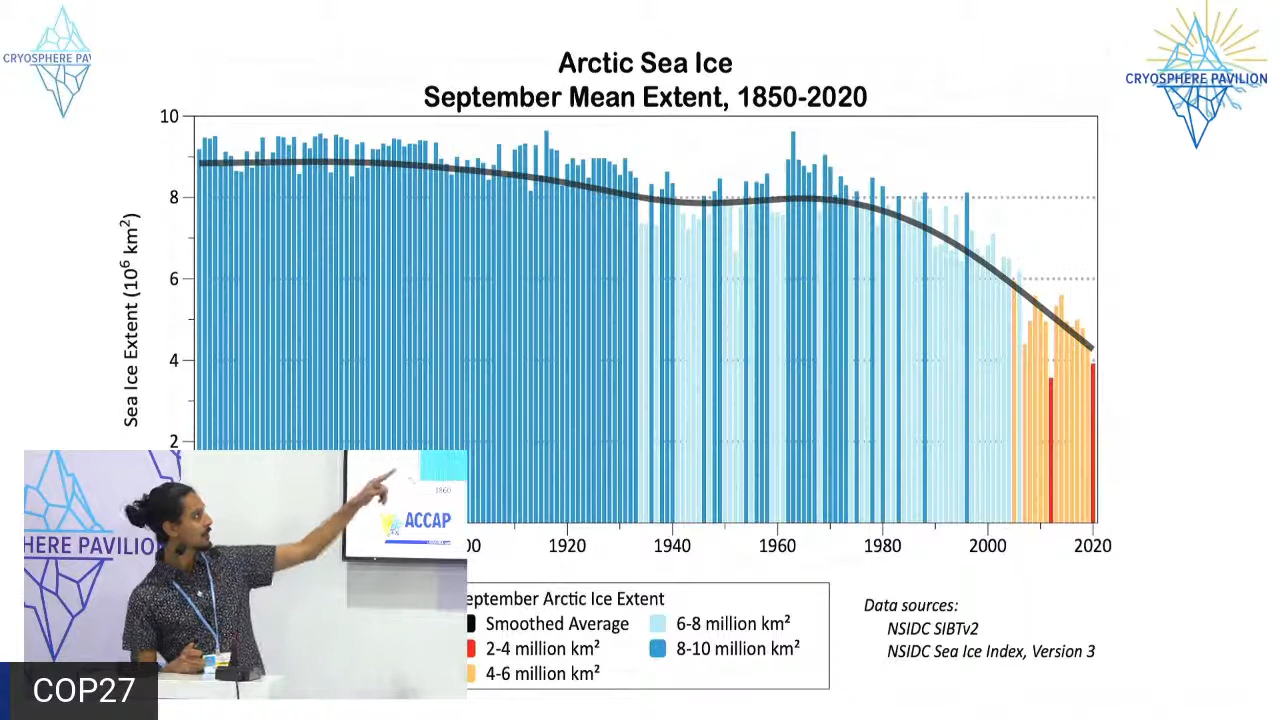 CRYOSPHERE PAV
CRYOSPHERE PAVILION
Arctic Sea Ice
September Mean Extent, 1850-2020
Sea Ice Extent (10⁶ km²)
10
8
6
4
2
00
1920
1940
1960
1980
2000
2020
eptember Arctic Ice Extent
Smoothed Average
2-4 million km²
4-6 million km²
6-8 million km²
8-10 million km²
Data sources:
NSIDC SIBTv2
NSIDC Sea Ice Index, Version 3
1860
ACCAP
HERE PAVILIO
COP27